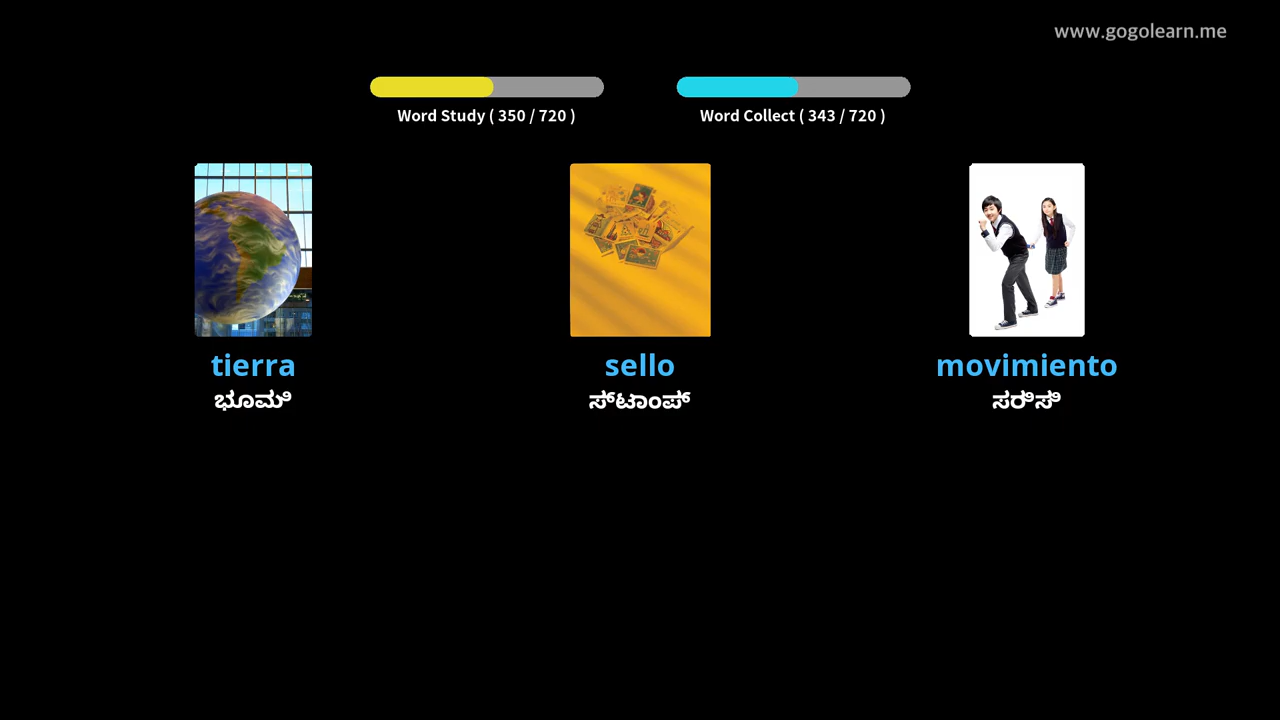 www.gogolearn.me
Word Study ( 350 / 720 )
Word Collect ( 343 / 720 )
tierra
sello
movimiento
ಭೂಮಿ
ಸ್ಟಾಂಪ್
ಸರಿಸಿ